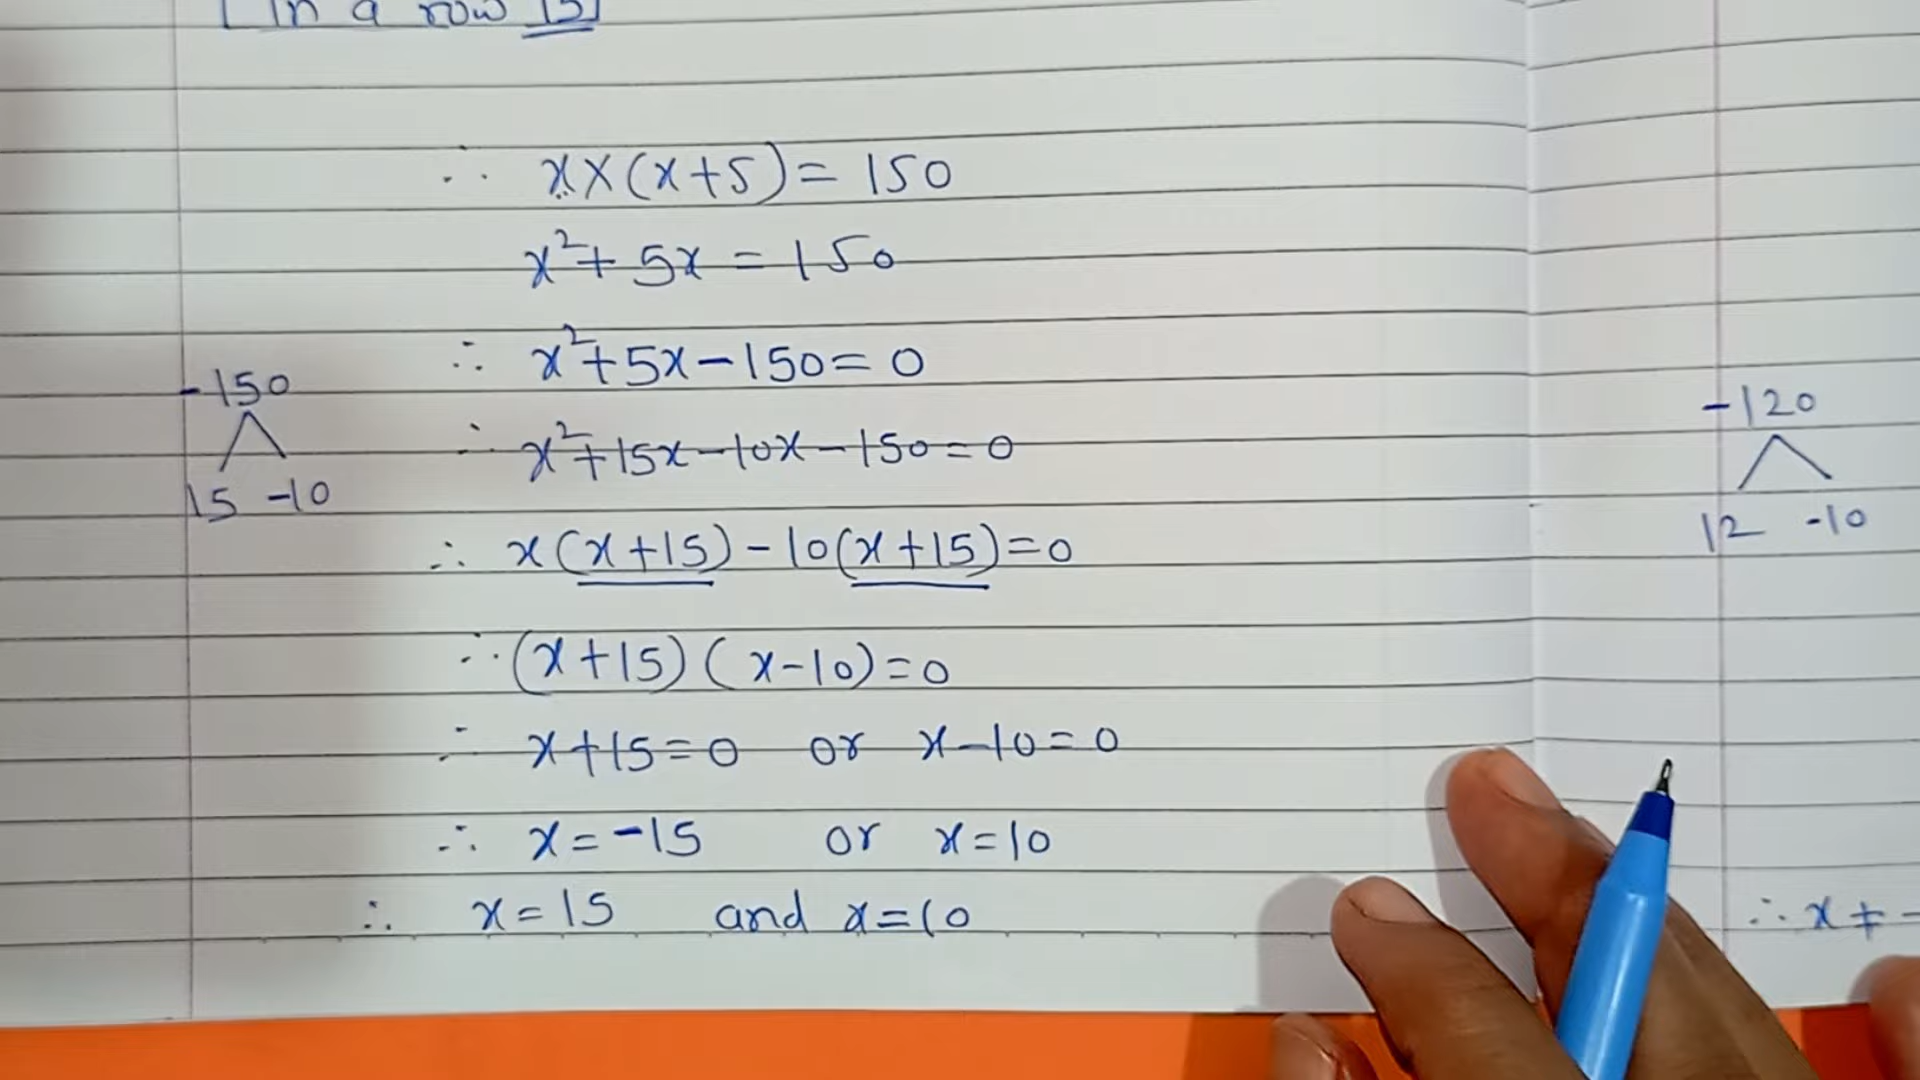 In a row 15]
∴ x×(x+5)=150
x²+5x=150
∴ x²+5x-150=0
-150
15 -10
∴ x²+15x-10x-150=0
∴ x(x+15)-10(x+15)=0
∴ (x+15)(x-10)=0
∴ x+15=0 or x-10=0
∴ x=-15 or x=10
∴ x=15 and x=10
-120
12 -10
∴ x